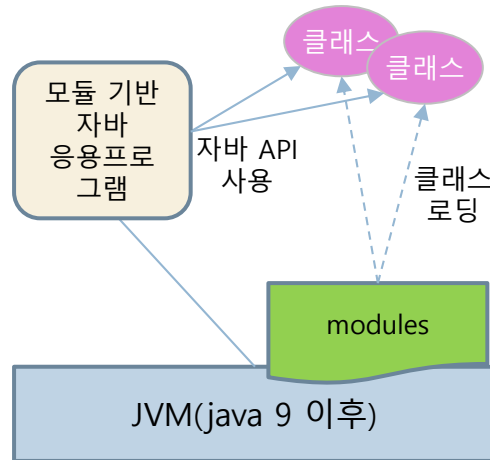 클래스
클래스
모듈 기반
자바
응용프로
그램
자바 API
사용
클래스
로딩
modules
JVM(java 9 이후)